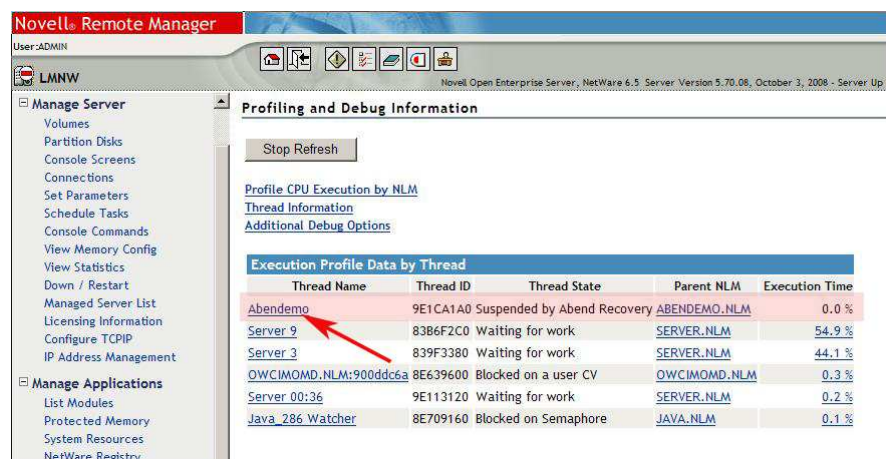 Novell® Remote Manager
User:ADMIN
LMNW
Novell Open Enterprise Server, NetWare 6.5 Server Version 5.70.08, October 3, 2008 - Server Up
Manage Server
Volumes
Partition Disks
Console Screens
Connections
Set Parameters
Schedule Tasks
Console Commands
View Memory Config
View Statistics
Down / Restart
Managed Server List
Licensing Information
Configure TCPIP
IP Address Management
Manage Applications
List Modules
Protected Memory
System Resources
NetWare Registry
Profiling and Debug Information
Stop Refresh
Profile CPU Execution by NLM
Thread Information
Additional Debug Options
Execution Profile Data by Thread
Thread Name Thread ID Thread State Parent NLM Execution Time
Abendemo 9E1CA1A0 Suspended by Abend Recovery ABENDEMO.NLM 0.0 %
Server 9 83B6F2C0 Waiting for work SERVER.NLM 54.9 %
Server 3 839F3380 Waiting for work SERVER.NLM 44.1 %
OWCIMOMD.NLM:900ddc6a 8E639600 Blocked on a user CV OWCIMOMD.NLM 0.3 %
Server 00:36 9E113120 Waiting for work SERVER.NLM 0.2 %
Java_286 Watcher 8E709160 Blocked on Semaphore JAVA.NLM 0.1 %